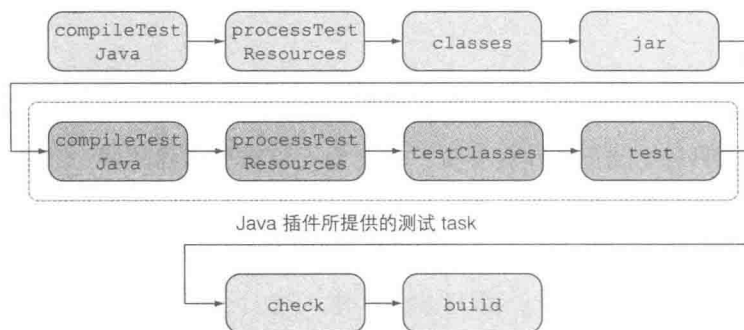 compileTest
Java
processTest
Resources
classes
jar
compileTest
Java
processTest
Resources
testClasses
test
Java 插件所提供的测试 task
check
build